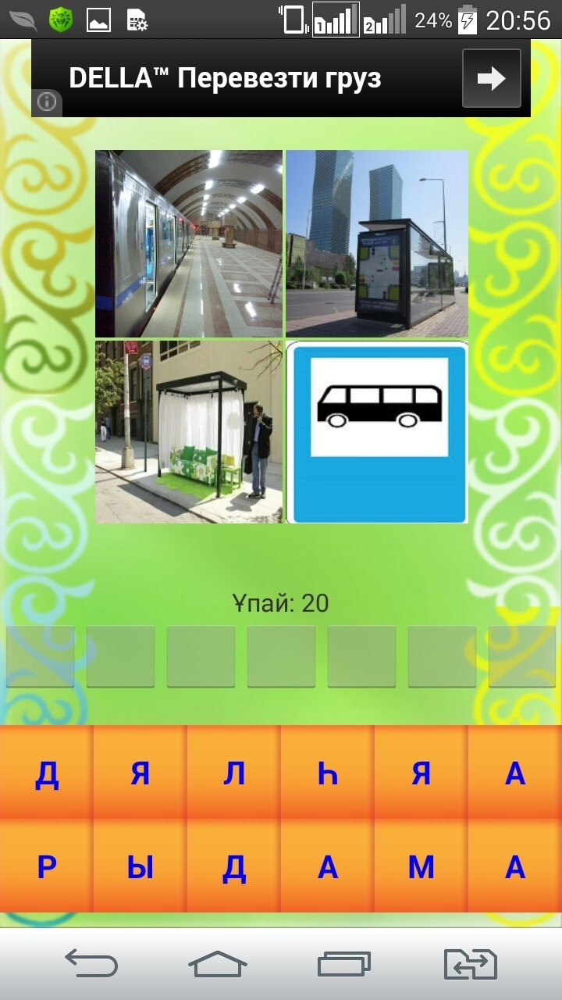 24% 20:56
DELLA™ Перевезти груз
Ұпай: 20
Д Я Л Һ Я А
Р Ы Д А М А